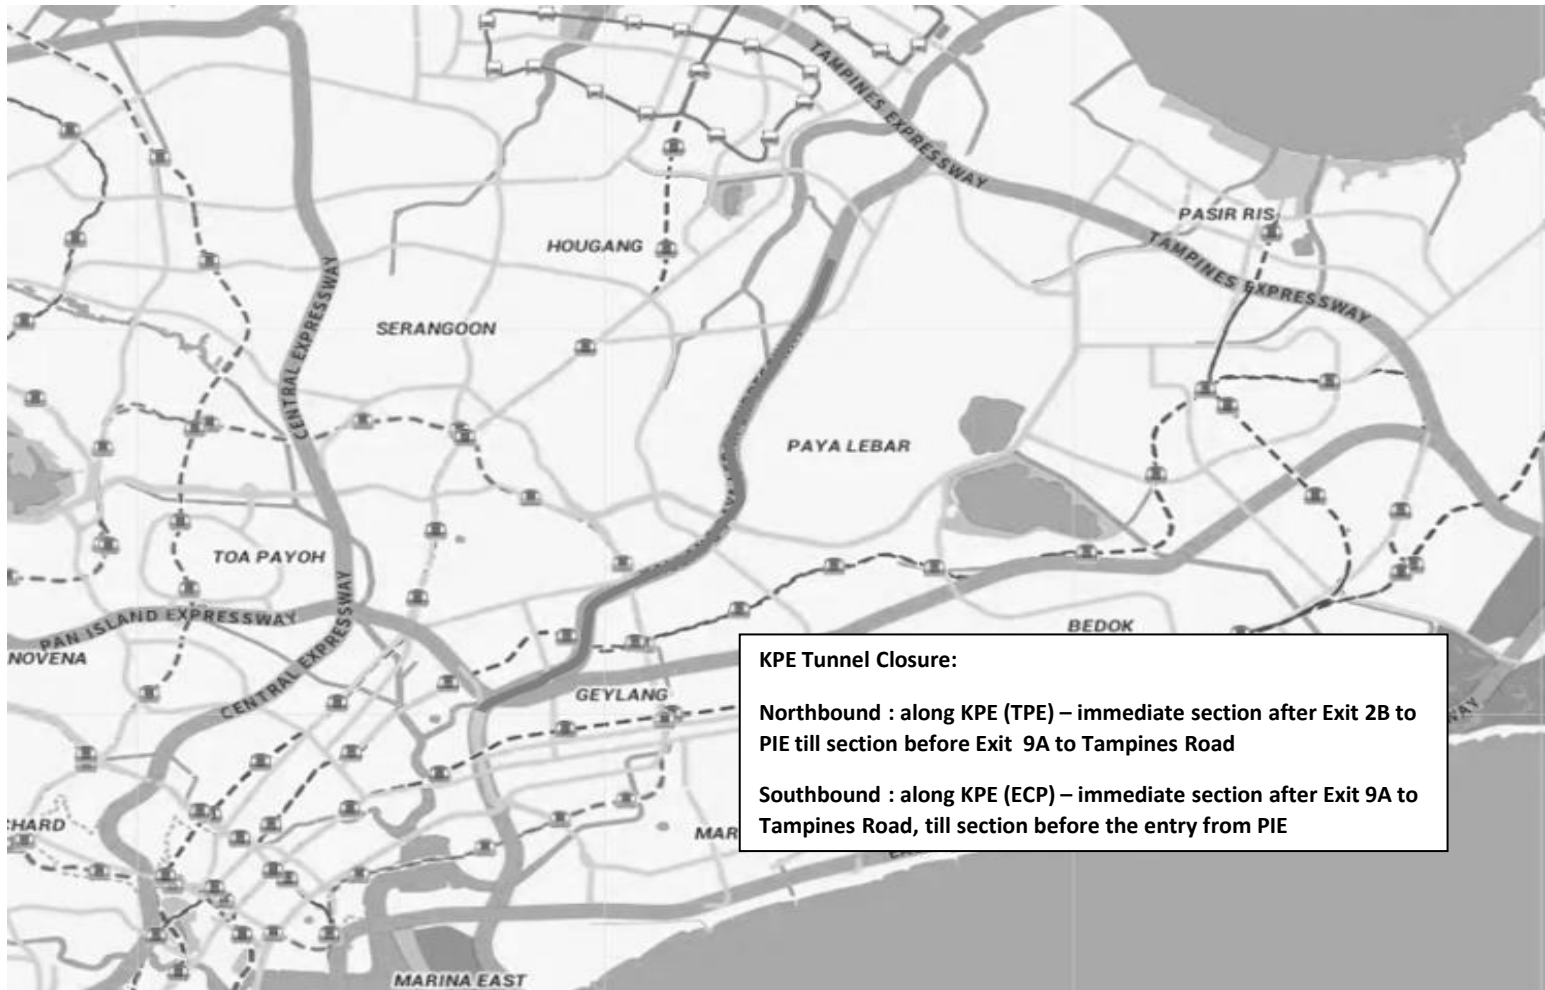 TAMPINES EXPRESSWAY
PASIR RIS
HOUGANG
TAMPINES EXPRESSWAY
SERANGOON
CENTRAL EXPRESSWAY
PAYA LEBAR
TOA PAYOH
PAN ISLAND EXPRESSWAY
CENTRAL EXPRESSWAY
BEDOK
NOVENA
GEYLANG
KPE Tunnel Closure:
Northbound : along KPE (TPE) – immediate section after Exit 2B to
PIE till section before Exit 9A to Tampines Road
Southbound : along KPE (ECP) – immediate section after Exit 9A to
Tampines Road, till section before the entry from PIE
WAY
CHARD
MAR
MARINA EAST